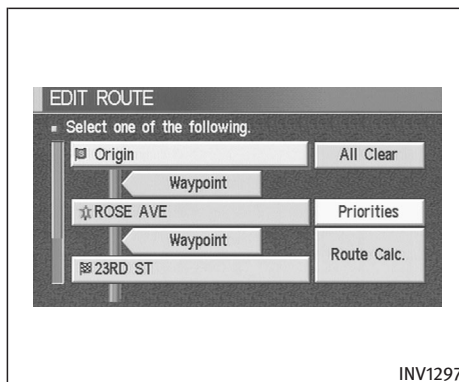 EDIT ROUTE
Select one of the following.
Origin
All Clear
Waypoint
ROSE AVE
Priorities
Waypoint
Route Calc.
23RD ST
INV1297